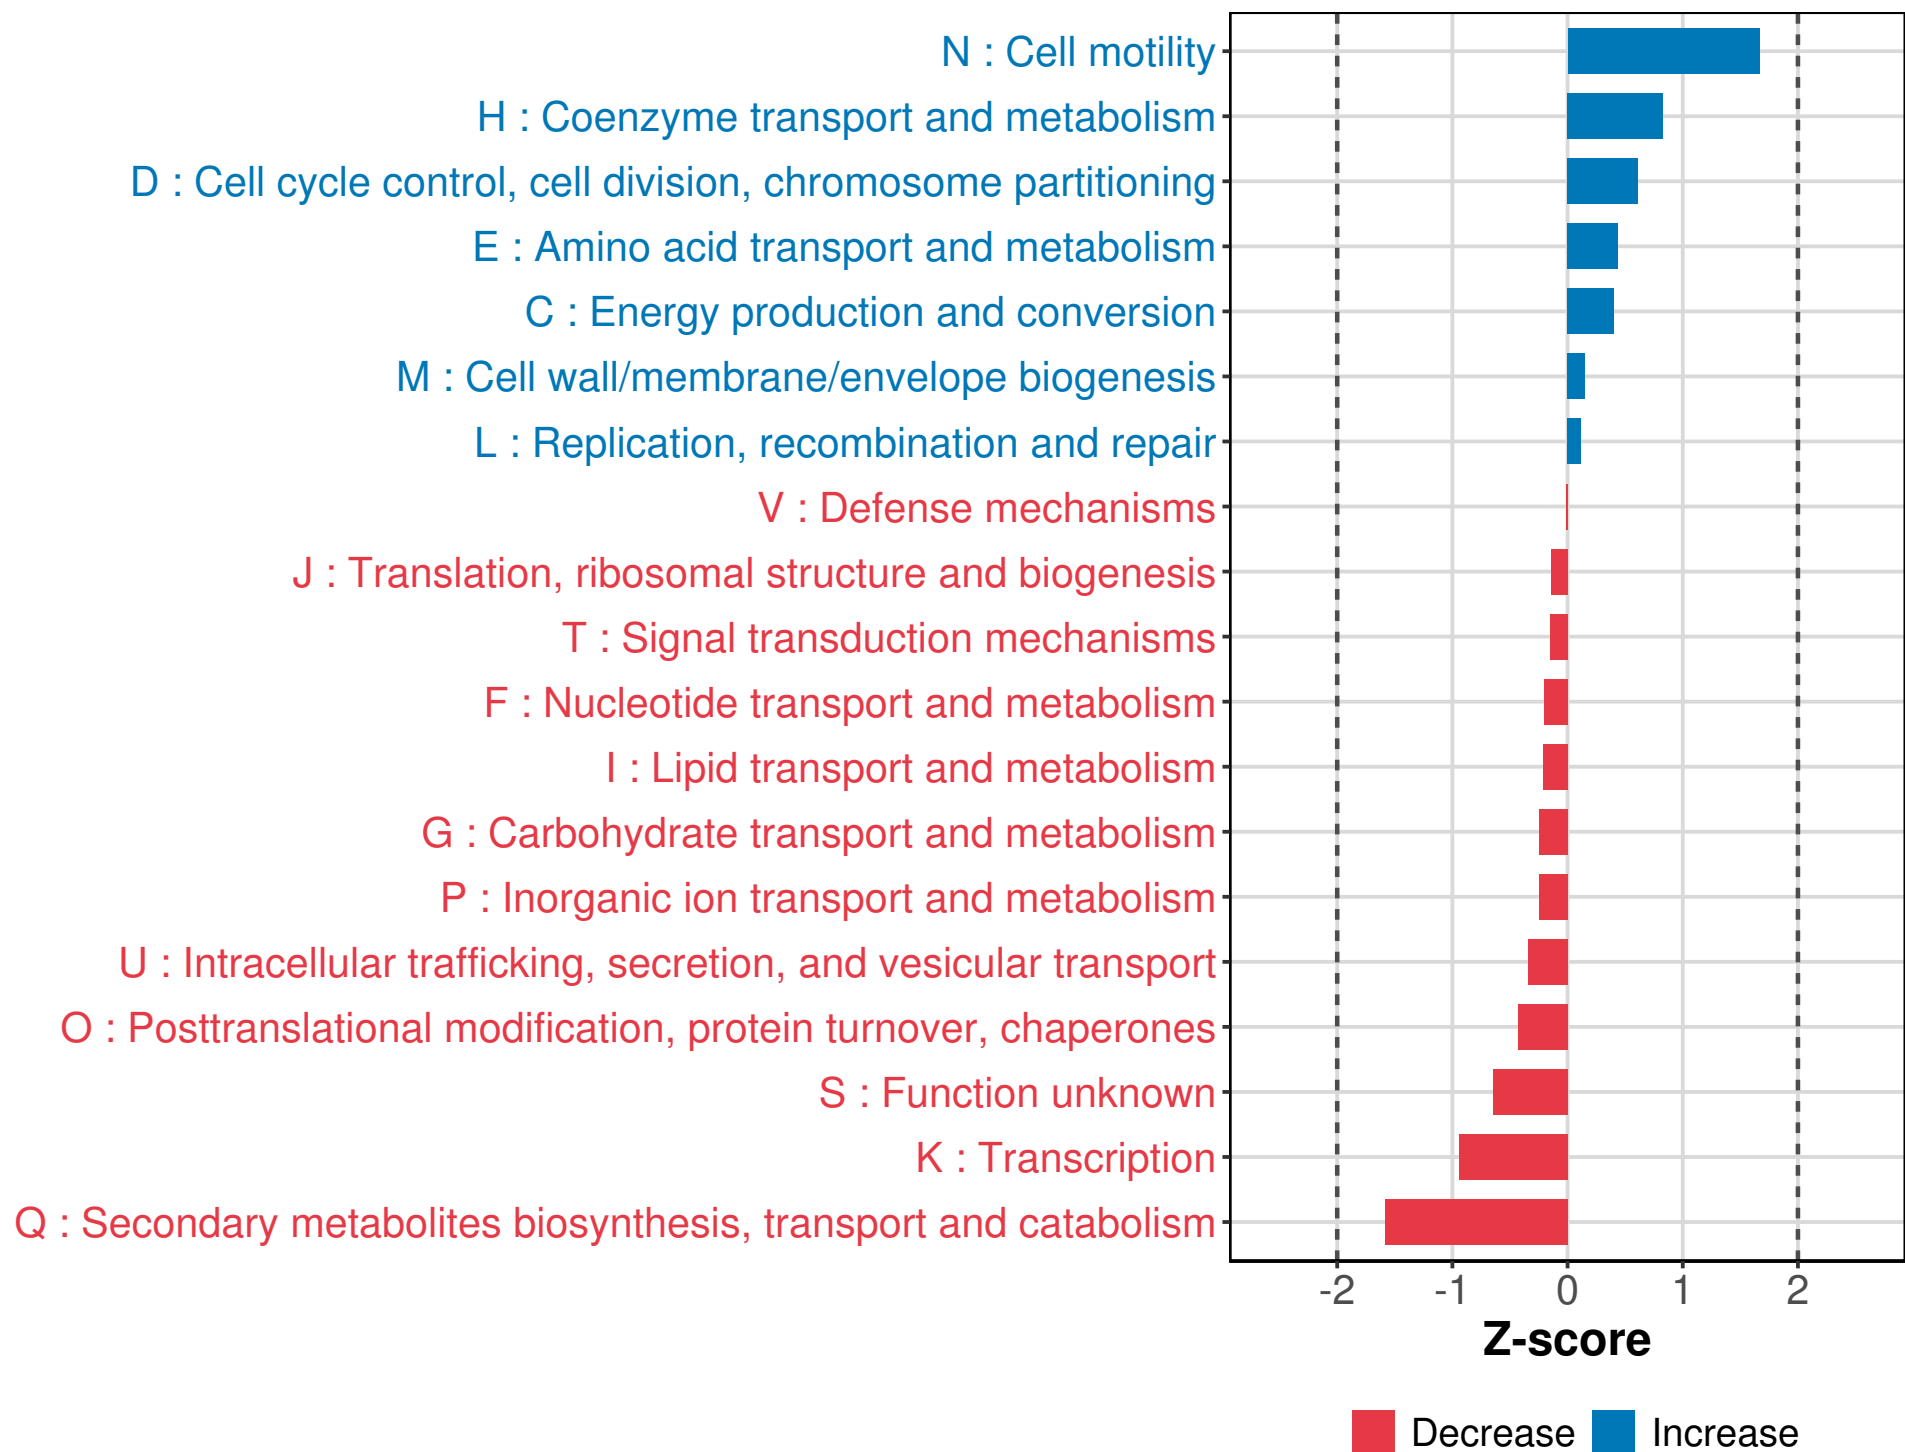 N : Cell motility
H : Coenzyme transport and metabolism
D : Cell cycle control, cell division, chromosome partitioning
E : Amino acid transport and metabolism
C : Energy production and conversion
M : Cell wall/membrane/envelope biogenesis
L : Replication, recombination and repair
V : Defense mechanisms
J : Translation, ribosomal structure and biogenesis
T : Signal transduction mechanisms
F : Nucleotide transport and metabolism
I : Lipid transport and metabolism
G : Carbohydrate transport and metabolism
P : Inorganic ion transport and metabolism
U : Intracellular trafficking, secretion, and vesicular transport
O : Posttranslational modification, protein turnover, chaperones
S : Function unknown
K : Transcription
Q : Secondary metabolites biosynthesis, transport and catabolism
-2 -1 0 1 2
Z-score
Decrease Increase